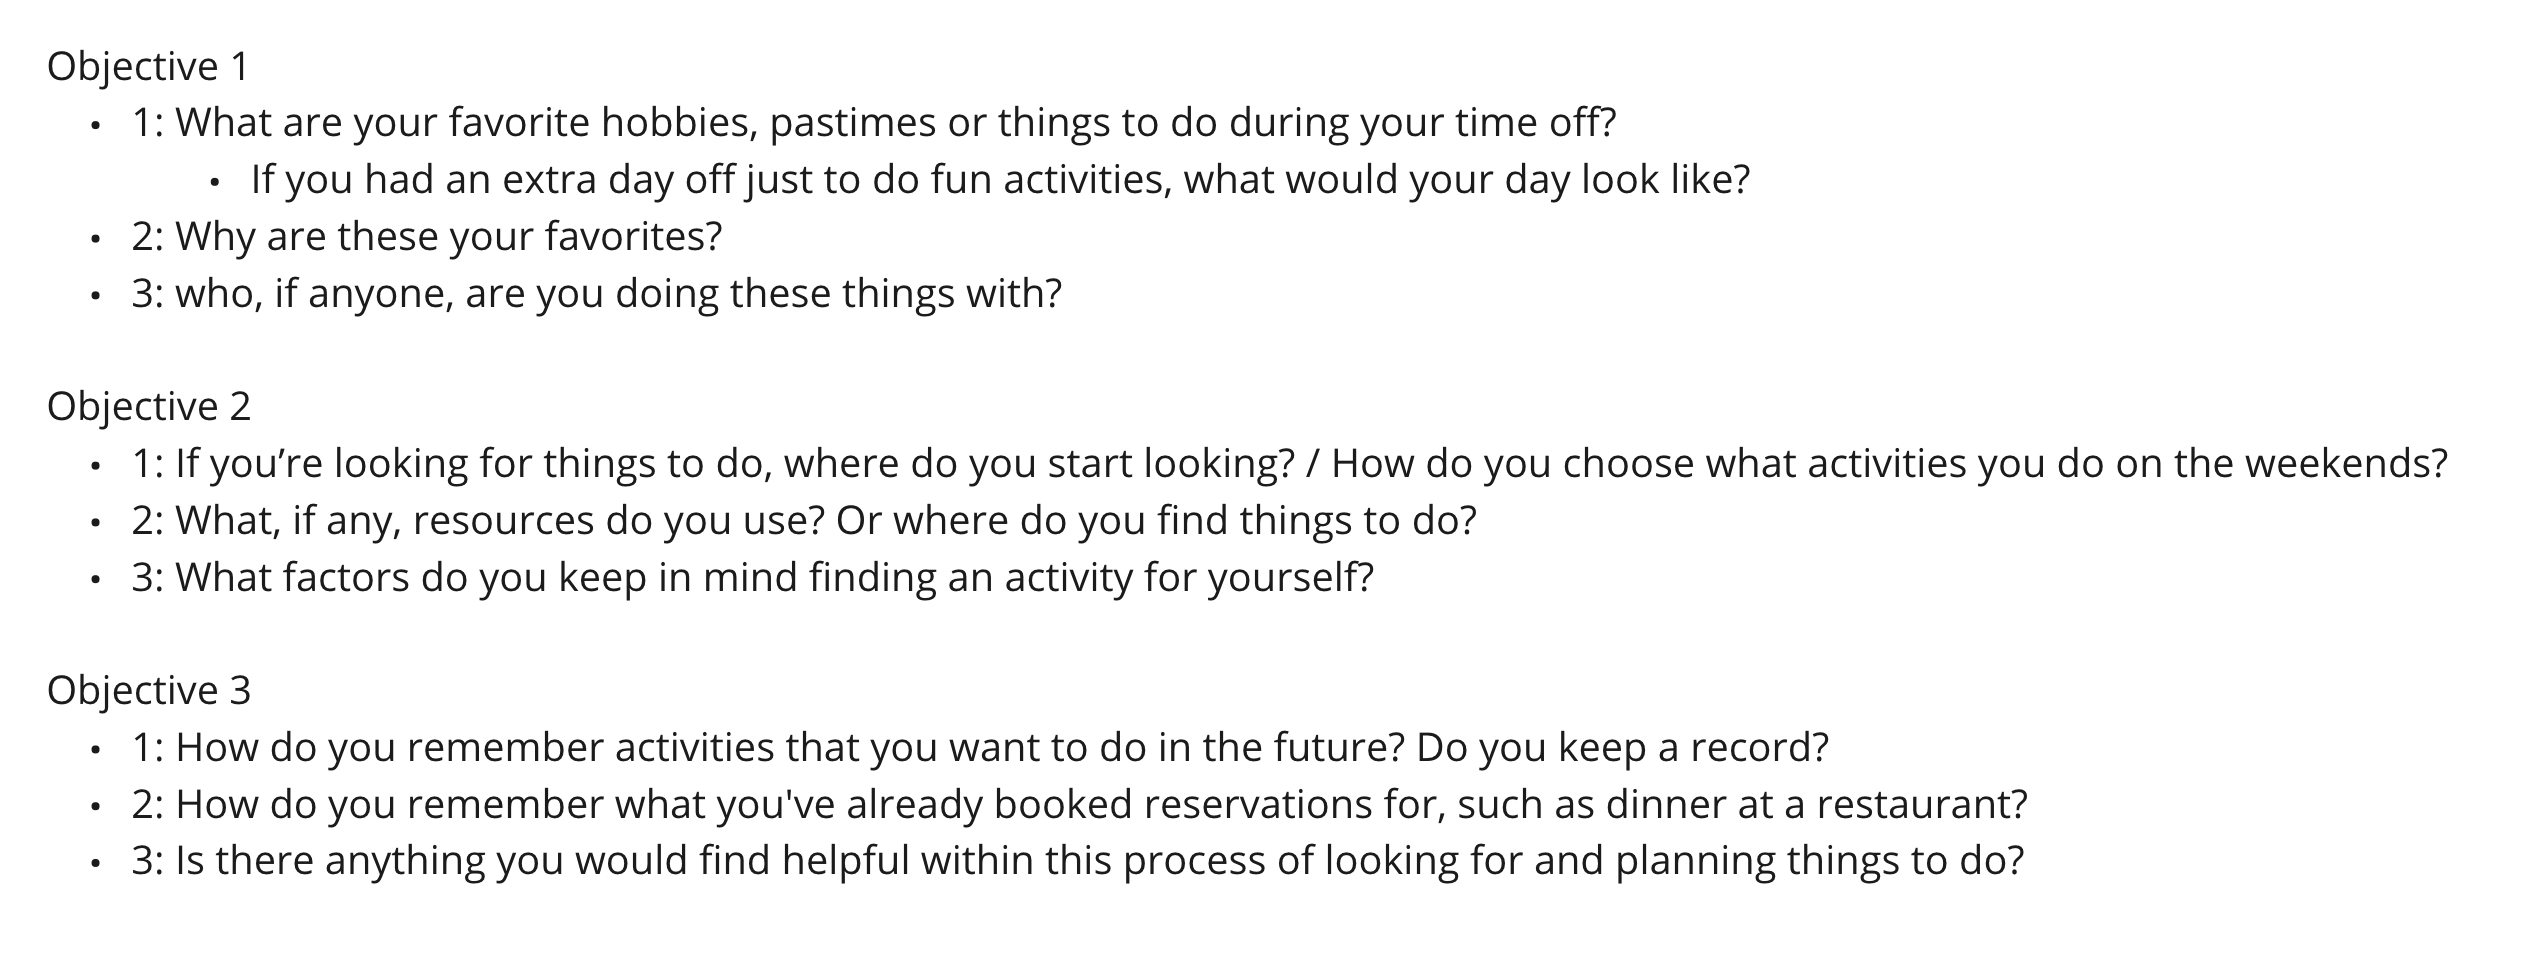 Objective 1
• 1: What are your favorite hobbies, pastimes or things to do during your time off?
• If you had an extra day off just to do fun activities, what would your day look like?
• 2: Why are these your favorites?
• 3: who, if anyone, are you doing these things with?
Objective 2
• 1: If you’re looking for things to do, where do you start looking? / How do you choose what activities you do on the weekends?
• 2: What, if any, resources do you use? Or where do you find things to do?
• 3: What factors do you keep in mind finding an activity for yourself?
Objective 3
• 1: How do you remember activities that you want to do in the future? Do you keep a record?
• 2: How do you remember what you've already booked reservations for, such as dinner at a restaurant?
• 3: Is there anything you would find helpful within this process of looking for and planning things to do?